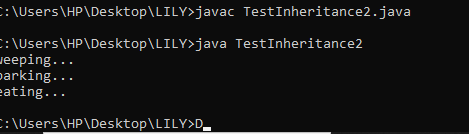 C:\Users\HP\Desktop\LILY>javac TestInheritance2.java
C:\Users\HP\Desktop\LILY>java TestInheritance2
weeping...
barking...
eating...
C:\Users\HP\Desktop\LILY>D